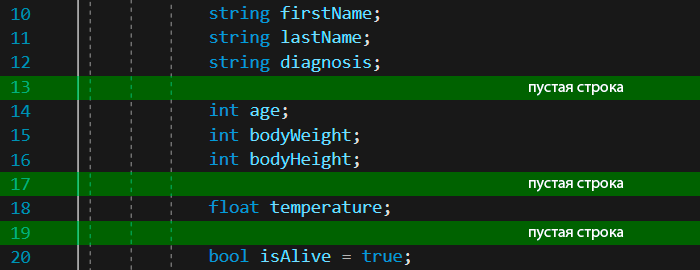 10 string firstName;
11 string lastName;
12 string diagnosis;
13 пустая строка
14 int age;
15 int bodyWeight;
16 int bodyHeight;
17 пустая строка
18 float temperature;
19 пустая строка
20 bool isAlive = true;